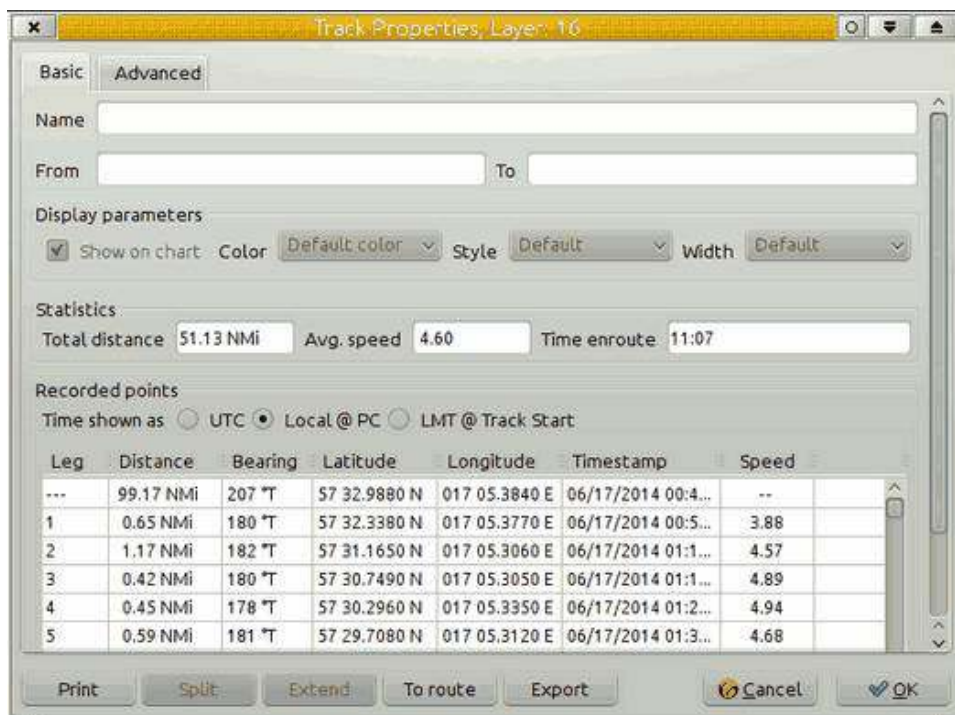 Track Properties, Layer: 16
Basic Advanced
Name
From To
Display parameters
Show on chart Color Default color Style Default Width Default
Statistics
Total distance 51.13 NMi Avg. speed 4.60 Time enroute 11:07
Recorded points
Time shown as UTC Local @ PC LMT @ Track Start
Leg Distance Bearing Latitude Longitude Timestamp Speed
--- 99.17 NMi 207 °T 57 32.9880 N 017 05.3840 E 06/17/2014 00:4... --
1 0.65 NMi 180 °T 57 32.3380 N 017 05.3770 E 06/17/2014 00:5... 3.88
2 1.17 NMi 182 °T 57 31.1650 N 017 05.3060 E 06/17/2014 01:1... 4.57
3 0.42 NMi 180 °T 57 30.7490 N 017 05.3050 E 06/17/2014 01:1... 4.89
4 0.45 NMi 178 °T 57 30.2960 N 017 05.3350 E 06/17/2014 01:2... 4.94
5 0.59 NMi 181 °T 57 29.7080 N 017 05.3120 E 06/17/2014 01:3... 4.68
Print Split Extend To route Export Cancel OK